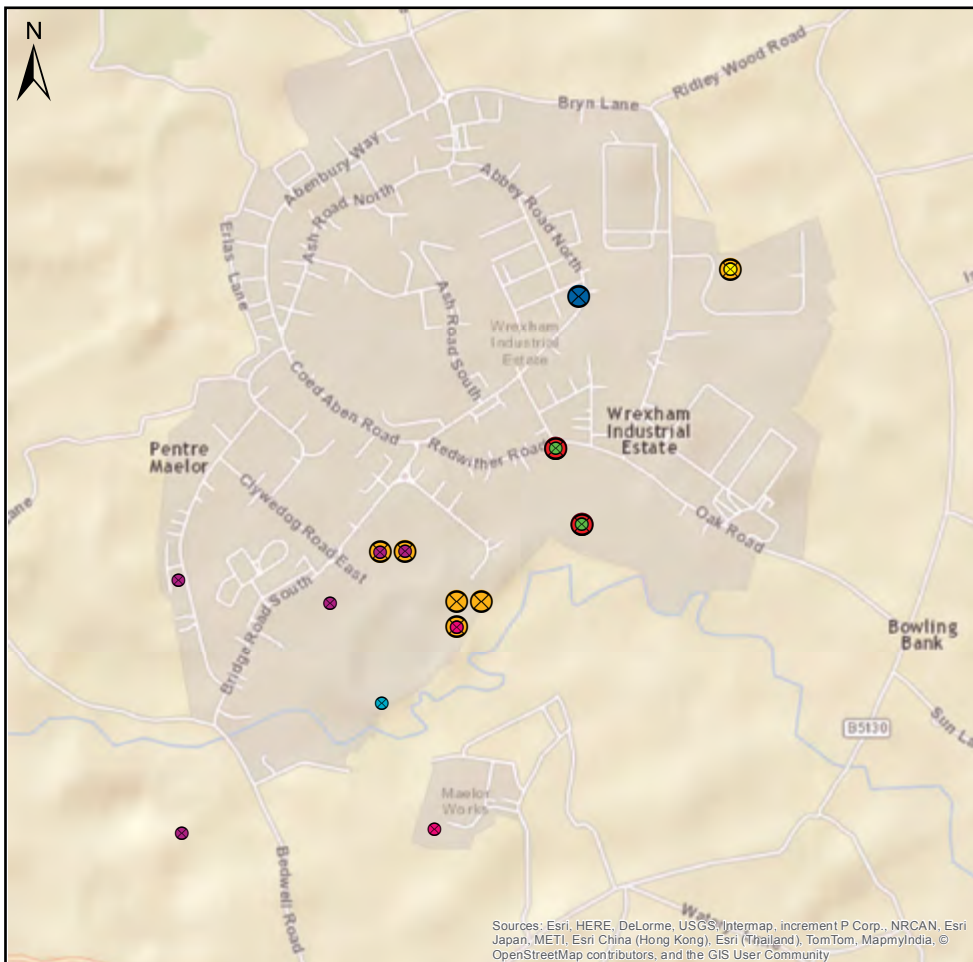 N
Ridley Wood Road
Bryn Lane
Abenbury Way
Abbey Road North
Ash Road North
Erlas Lane
Ash Road South
Wrexham
Industrial
Estate
Coed Aben Road
Wrexham
Industrial
Estate
Redwither Road
Pentre
Maelor
Clywedog Road East
Oak Road
Bridge Road South
Bowling
Bank
B5130
Maelor
Works
Bedwell Road
Sources: Esri, HERE, DeLorme, USGS, Intermap, increment P Corp., NRCAN, Esri
Japan, METI, Esri China (Hong Kong), Esri (Thailand), TomTom, MapmyIndia, ©
OpenStreetMap contributors, and the GIS User Community